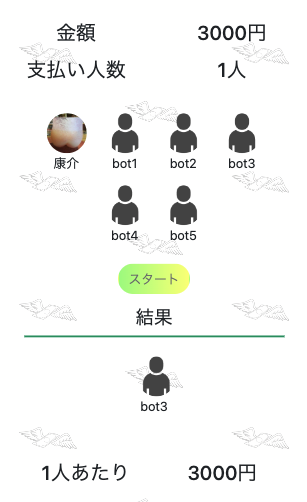 金額 3000円
支払い人数 1人
康介 bot1 bot2 bot3
bot4 bot5
スタート
結果
bot3
1人あたり 3000円